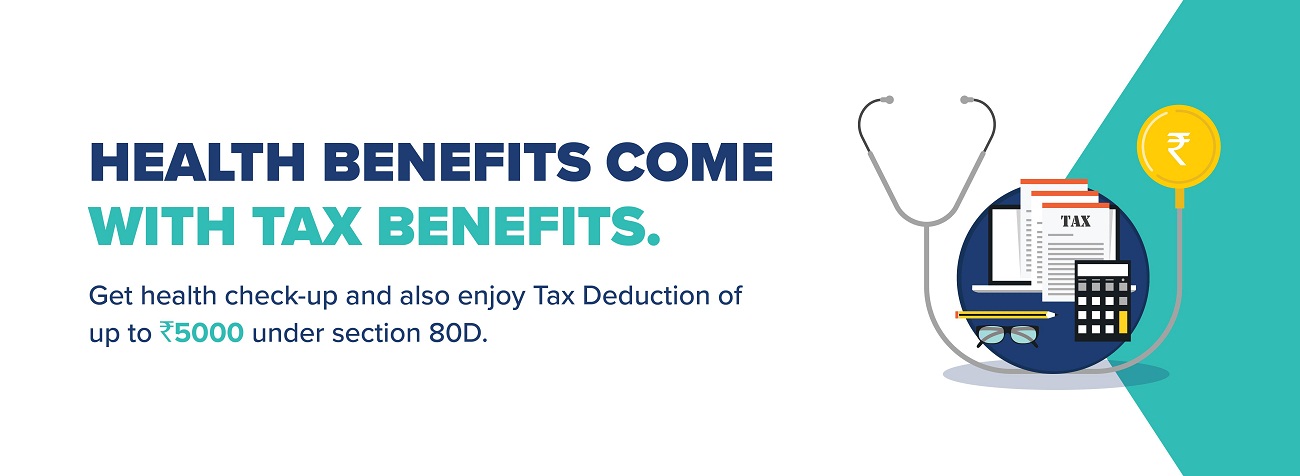 HEALTH BENEFITS COME
WITH TAX BENEFITS.
Get health check-up and also enjoy Tax Deduction of
up to ₹5000 under section 80D.
₹
TAX